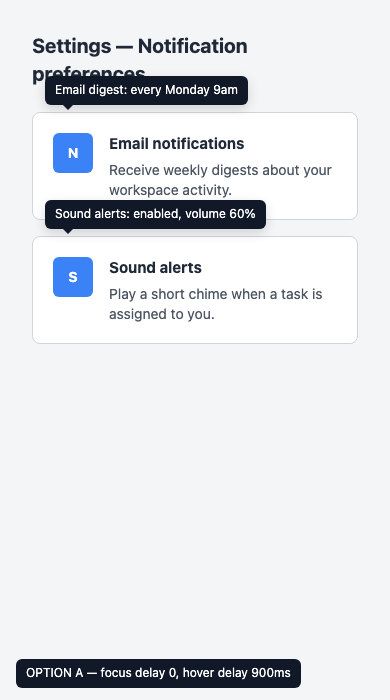 Settings — Notification
preferences
Email digest: every Monday 9am
N
Email notifications
Receive weekly digests about your
workspace activity.
Sound alerts: enabled, volume 60%
S
Sound alerts
Play a short chime when a task is
assigned to you.
OPTION A — focus delay 0, hover delay 900ms